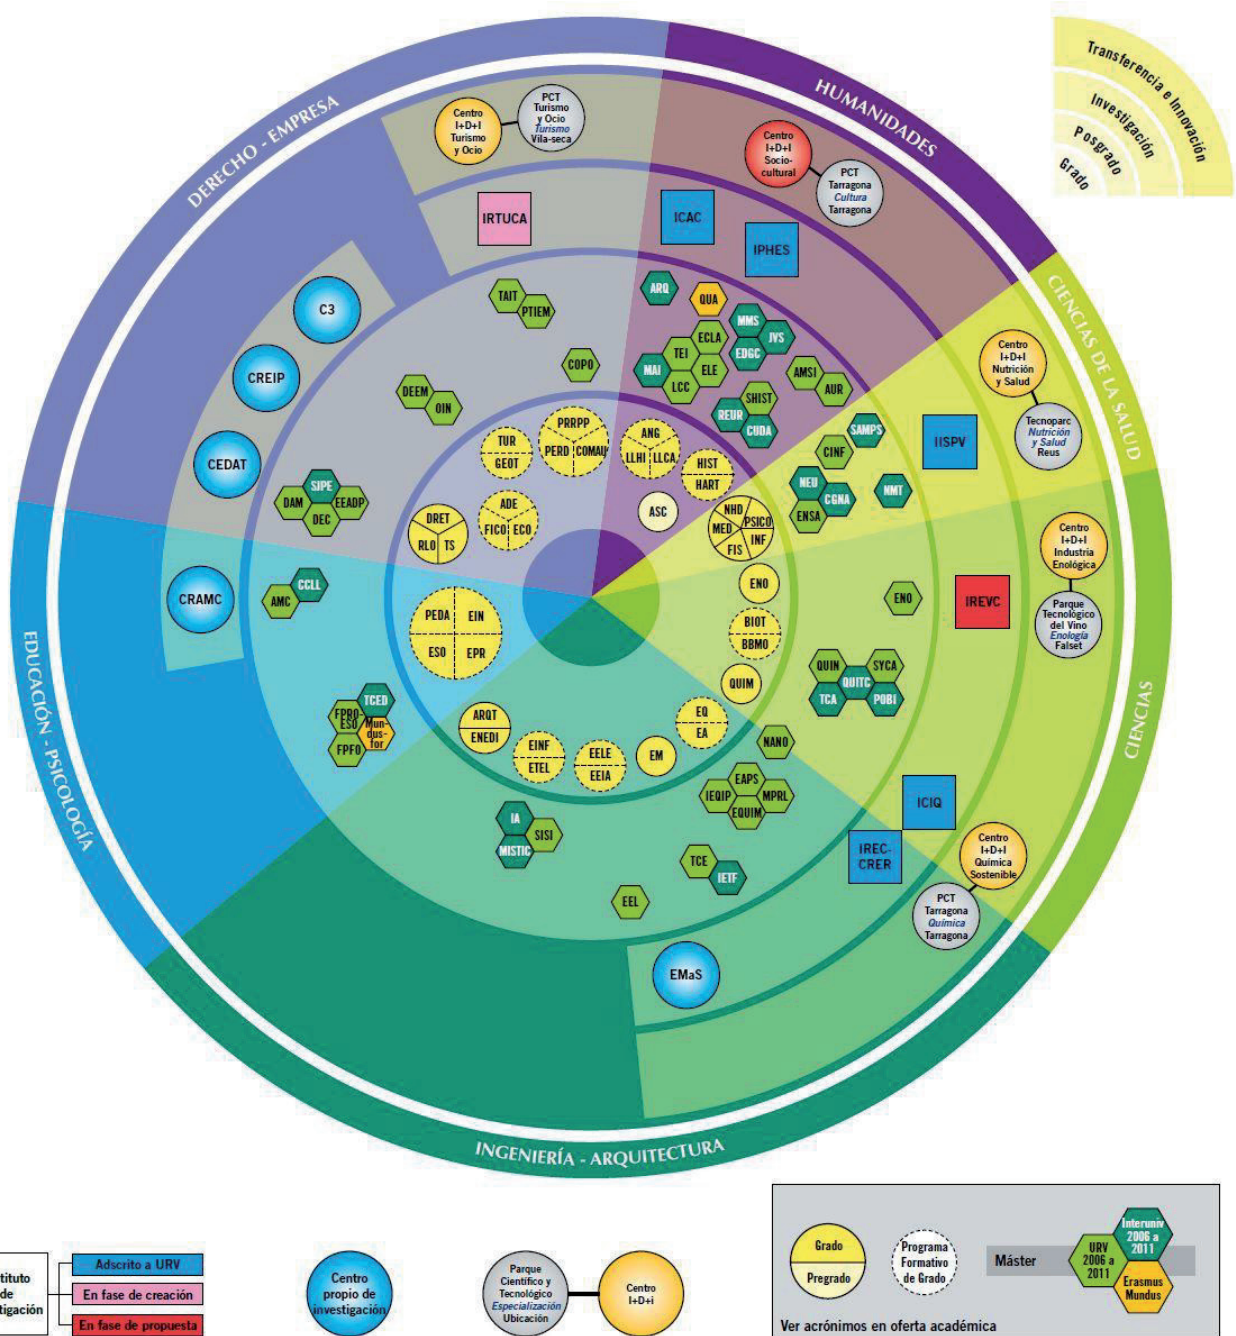 Transferencia e Innovación
Investigación
Posgrado
Grado
DERECHO - EMPRESA
HUMANIDADES
CIENCIAS DE LA SALUD
CIENCIAS
INGENIERÍA - ARQUITECTURA
EDUCACIÓN - PSICOLOGÍA
Centro
I+D+I
Turismo
y Ocio
PCT
Turismo
y Ocio
Turismo
Vila-seca
Centro
I+D+I
Socio-
cultural
PCT
Tarragona
Cultura
Tarragona
IRTUCA
ICAC
IPHES
C3
CREIP
CEDAT
CRAMC
TAIT
PTIEM
COPO
DEEM
OIN
SIPE
DAM
EEADP
DEC
ARQ
QUA
MMS
JVS
EDGC
ECLA
TEI
ELE
MAI
LCC
AMSI
AUR
SHIST
REUR
CUDA
SAMPS
CINF
NEU
CGNA
ENSA
NMT
IISPV
Centro
I+D+I
Nutrición
y Salud
Tecnoparc
Nutrición
y Salud
Reus
TUR
GEOT
PRRPP
PERD
COMAU
ADE
FICO
ECO
DRET
RLO
TS
ANG
LLHI
LLCA
HIST
HART
ASC
NHD
MED
PSICO
INF
FIS
ENO
BIOT
BBMO
QUIM
ENO
IREVC
Centro
I+D+I
Industria
Enológica
Parque
Tecnológico
del Vino
Enología
Falset
CCLL
AMC
PEDA
EIN
ESO
EPR
TCED
FPRO-
ESO
Mun-
dus-
for
FPFO
QUIN
SYCA
QUITC
TCA
POBI
ARQT
ENEDI
EINF
ETEL
EELE
EEIA
EM
EQ
EA
NANO
EAPS
IEQIP
MPRL
EQUIM
IA
SISI
MISTIC
TCE
IETF
EEL
ICIQ
IREC-
CRER
Centro
I+D+I
Química
Sostenible
PCT
Tarragona
Química
Tarragona
EMaS
tituto
de
tigación
Adscrito a URV
En fase de creación
En fase de propuesta
Centro
propio de
investigación
Parque
Científico y
Tecnológico
Especialización
Ubicación
Centro
I+D+i
Grado
Pregrado
Programa
Formativo
de Grado
Máster
URV
2006 a
2011
Interuniv
2006 a
2011
Erasmus
Mundus
Ver acrónimos en oferta académica